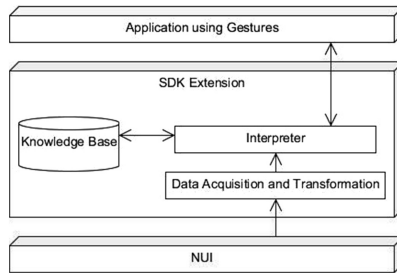 Application using Gestures
SDK Extension
Knowledge Base
Interpreter
Data Acquisition and Transformation
NUI